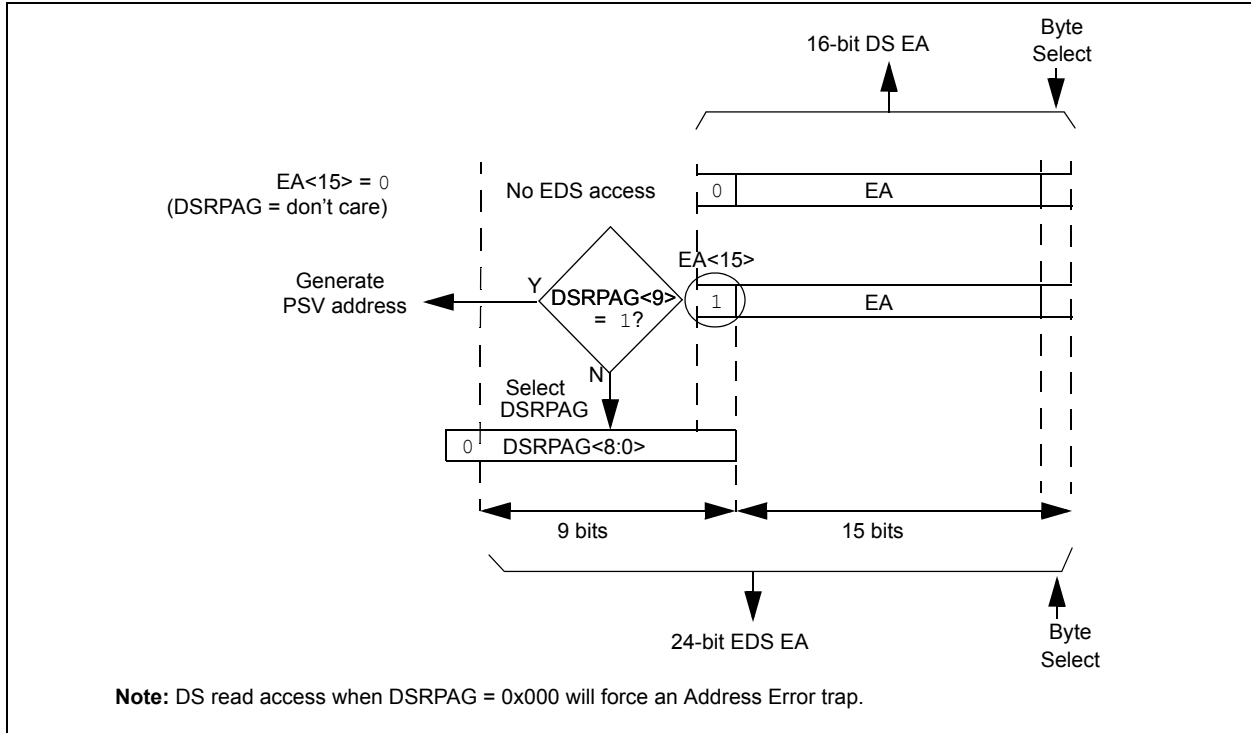 16-bit DS EA
Byte
Select
EA<15> = 0
(DSRPAG = don't care)
No EDS access
0
EA
EA<15>
Generate
PSV address
Y
DSRPAG<9>
= 1?
1
EA
N
Select
DSRPAG
0
DSRPAG<8:0>
9 bits
15 bits
24-bit EDS EA
Byte
Select
Note: DS read access when DSRPAG = 0x000 will force an Address Error trap.